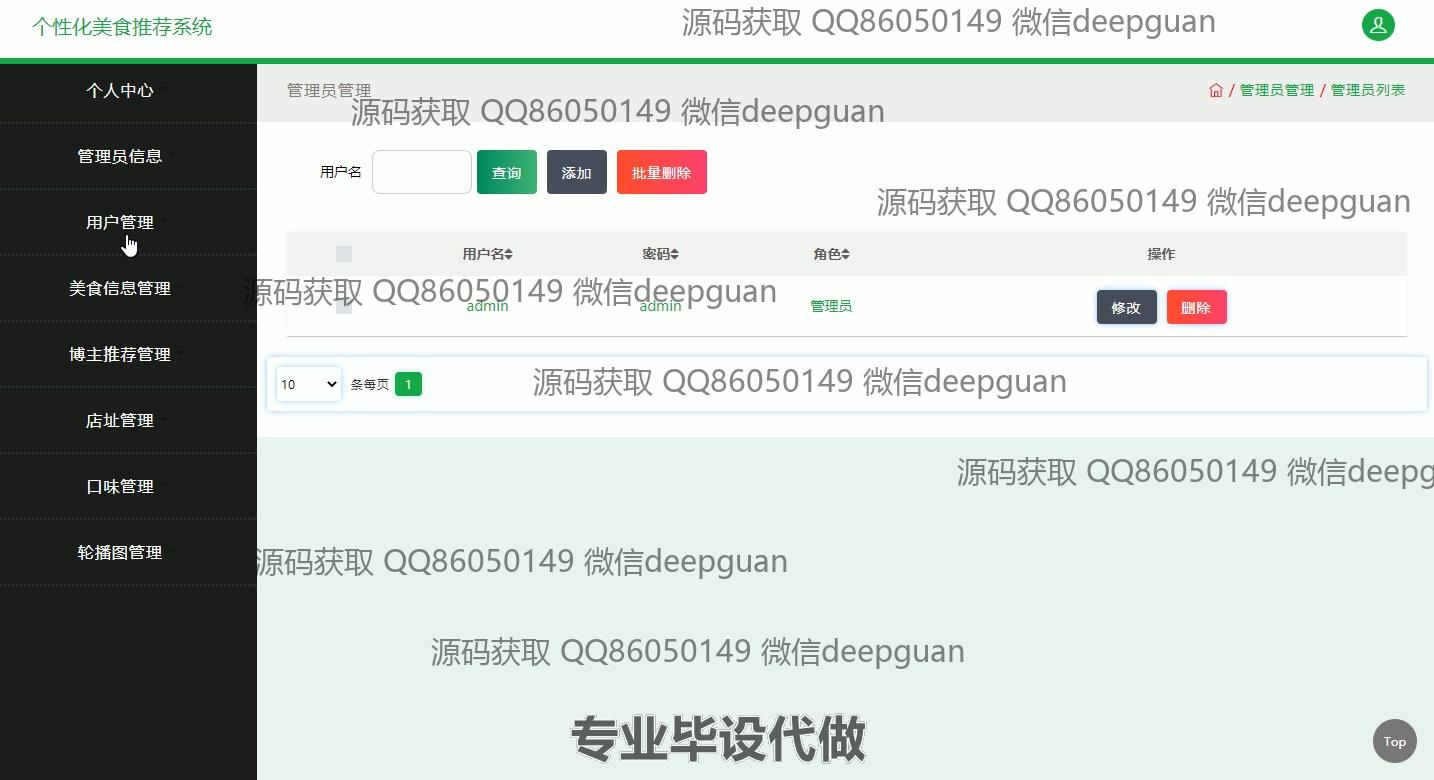 个性化美食推荐系统
源码获取 QQ86050149 微信deepguan
个人中心
管理员管理
/ 管理员管理 / 管理员列表
源码获取 QQ86050149 微信deepguan
管理员信息
用户名 查询 添加 批量删除
源码获取 QQ86050149 微信deepguan
用户管理
用户名 密码 角色 操作
美食信息管理
源码获取 QQ86050149 微信deepguan
admin admin 管理员 修改 删除
博主推荐管理
10 条每页 1
源码获取 QQ86050149 微信deepguan
店址管理
源码获取 QQ86050149 微信deepg
口味管理
轮播图管理
源码获取 QQ86050149 微信deepguan
源码获取 QQ86050149 微信deepguan
专业毕设代做
Top